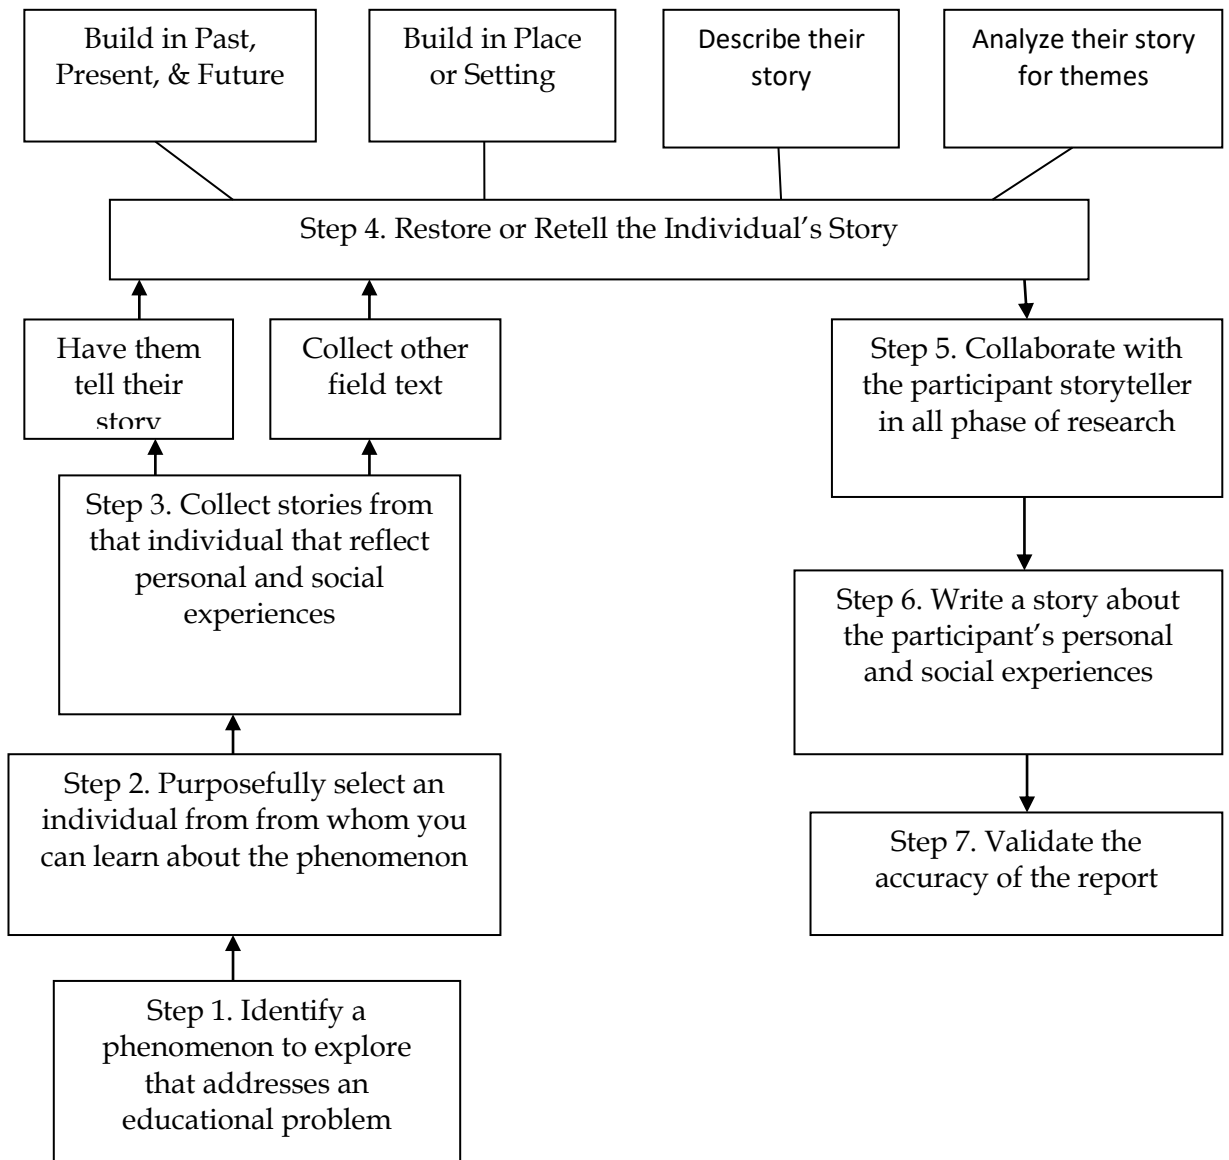 Build in Past,
Present, & Future
Build in Place
or Setting
Describe their
story
Analyze their story
for themes
Step 4. Restore or Retell the Individual’s Story
Have them
tell their
story
Collect other
field text
Step 5. Collaborate with
the participant storyteller
in all phase of research
Step 3. Collect stories from
that individual that reflect
personal and social
experiences
Step 6. Write a story about
the participant’s personal
and social experiences
Step 2. Purposefully select an
individual from from whom you
can learn about the phenomenon
Step 7. Validate the
accuracy of the report
Step 1. Identify a
phenomenon to explore
that addresses an
educational problem